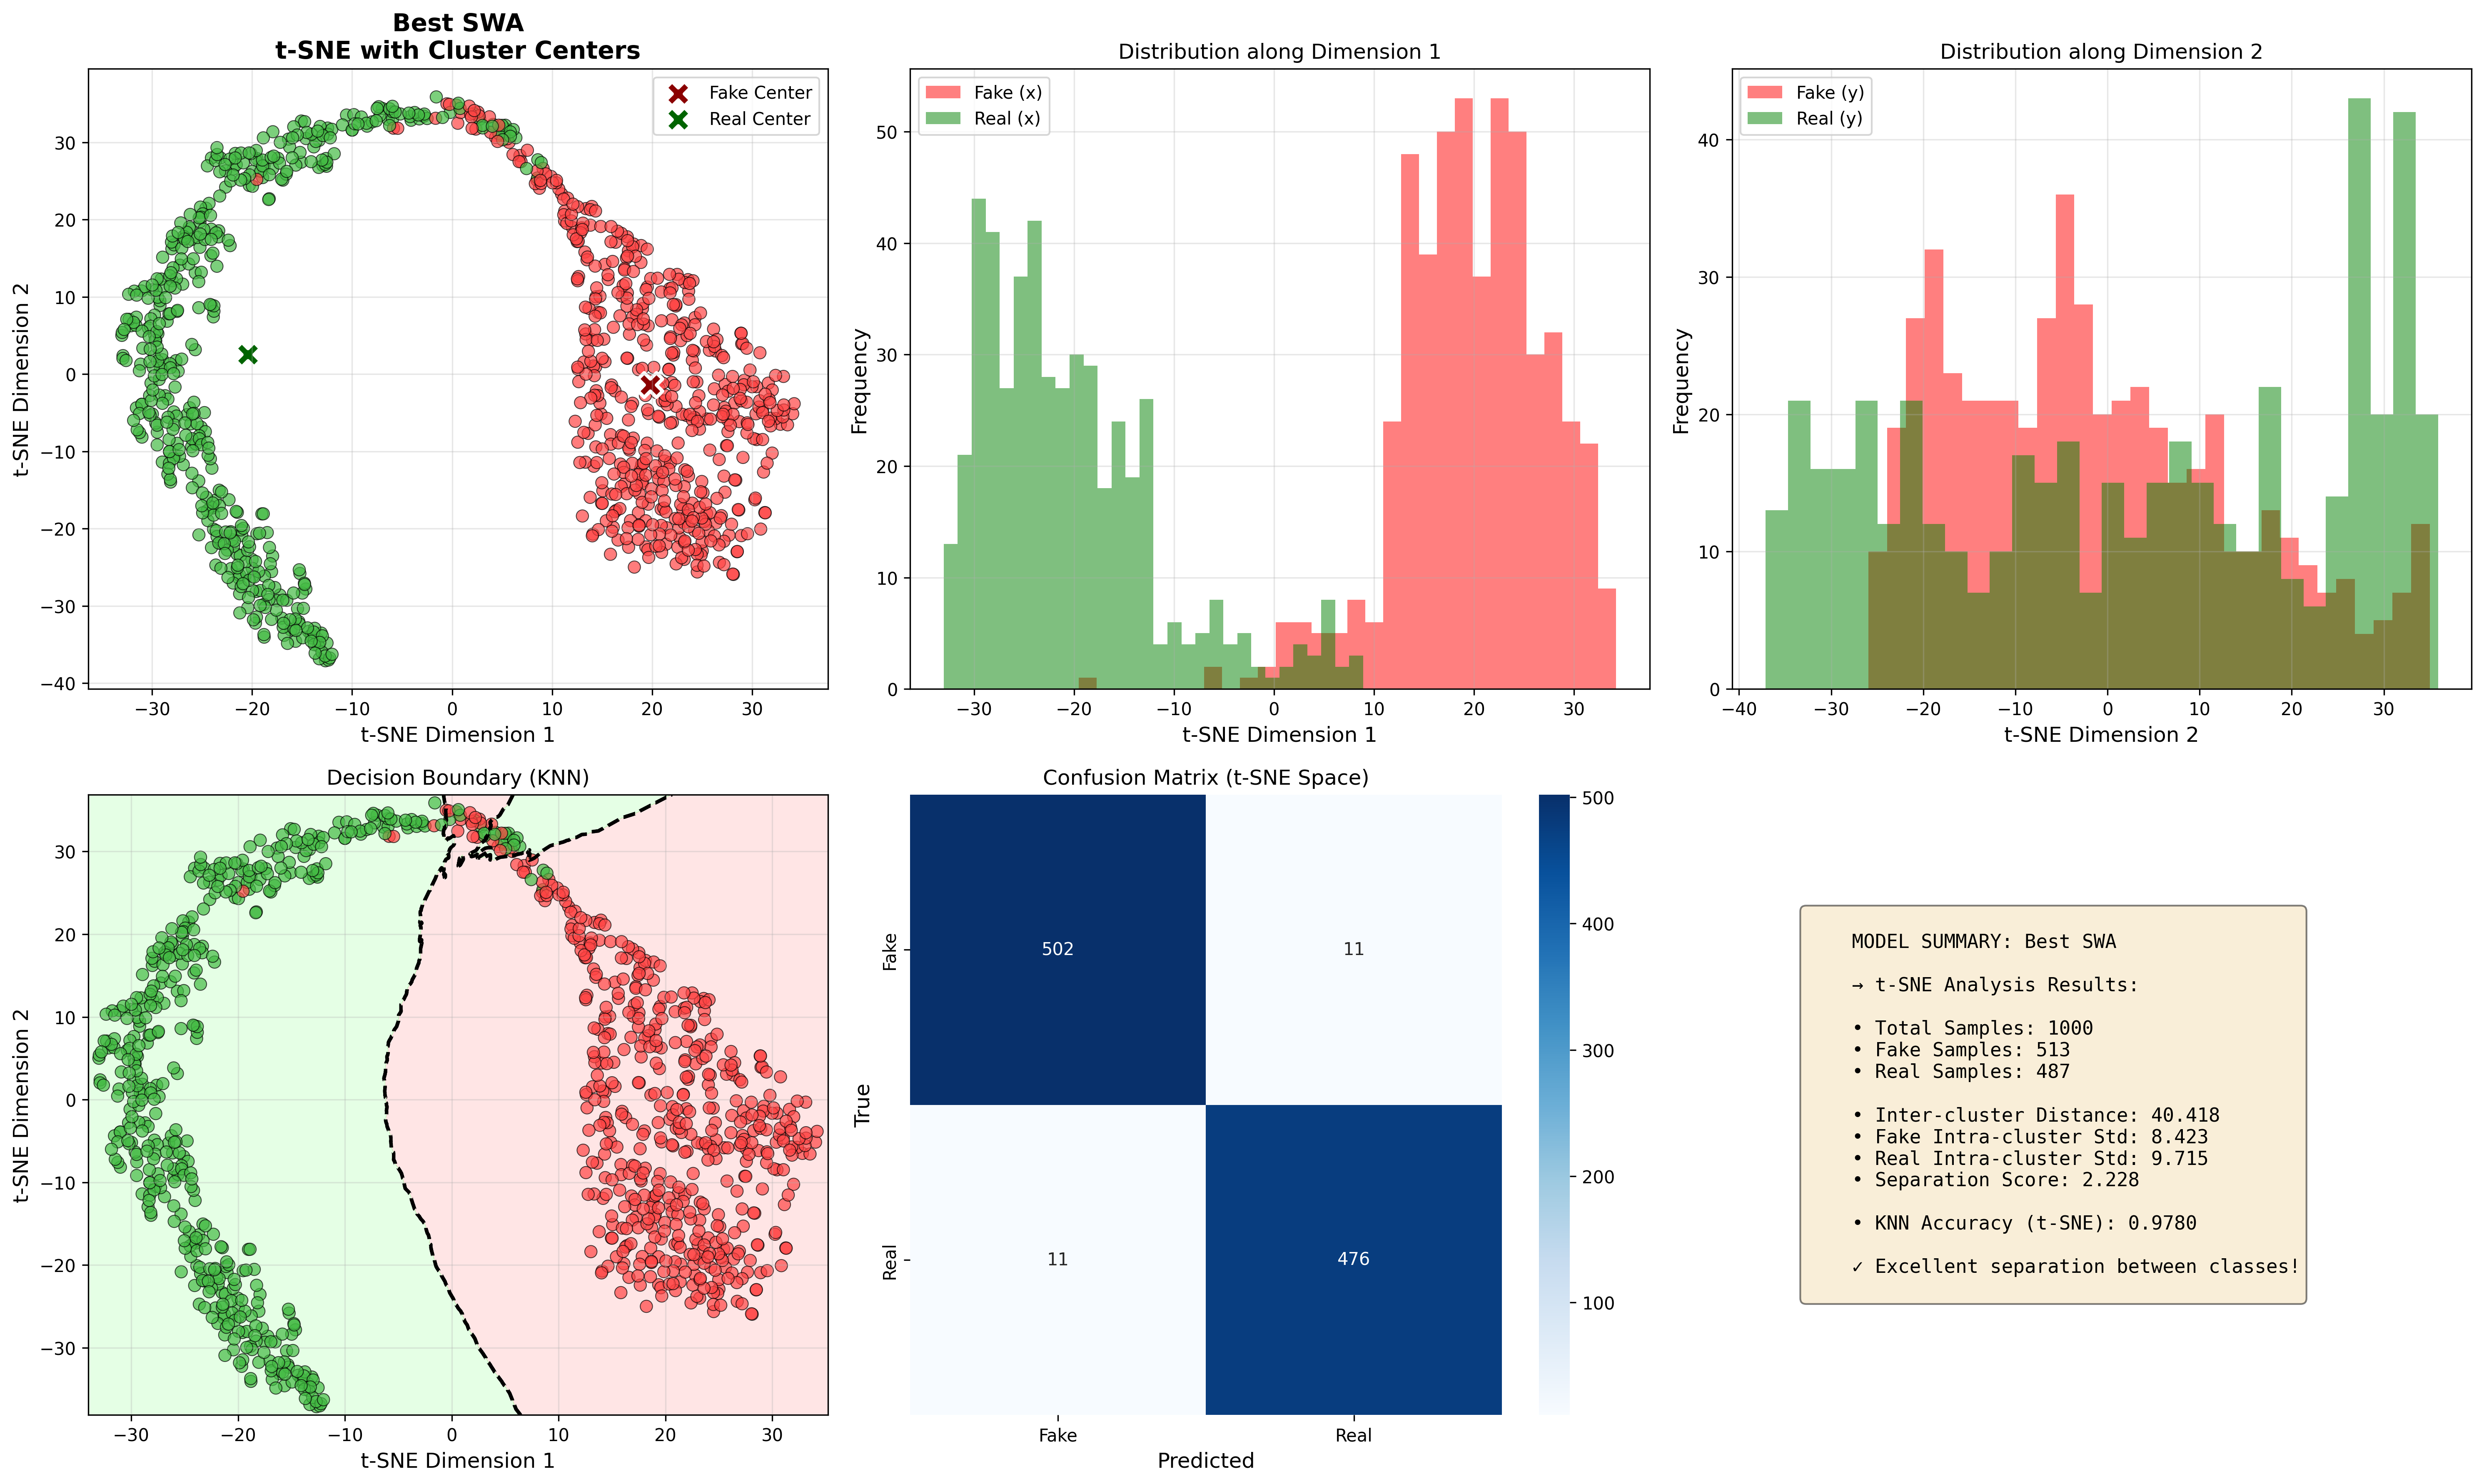 Best SWA
t-SNE with Cluster Centers
Fake Center
Real Center
30
20
10
0
−10
−20
−30
−40
t-SNE Dimension 2
−30 −20 −10 0 10 20 30
t-SNE Dimension 1
Distribution along Dimension 1
Fake (x)
Real (x)
50
40
30
20
10
0
Frequency
−30 −20 −10 0 10 20 30
t-SNE Dimension 1
Distribution along Dimension 2
Fake (y)
Real (y)
40
30
20
10
0
Frequency
−40 −30 −20 −10 0 10 20 30
t-SNE Dimension 2
Decision Boundary (KNN)
30
20
10
0
−10
−20
−30
t-SNE Dimension 2
−30 −20 −10 0 10 20 30
t-SNE Dimension 1
Confusion Matrix (t-SNE Space)
Fake
Real
True
502 11
11 476
Fake Real
Predicted
500
400
300
200
100
MODEL SUMMARY: Best SWA
→ t-SNE Analysis Results:
• Total Samples: 1000
• Fake Samples: 513
• Real Samples: 487
• Inter-cluster Distance: 40.418
• Fake Intra-cluster Std: 8.423
• Real Intra-cluster Std: 9.715
• Separation Score: 2.228
• KNN Accuracy (t-SNE): 0.9780
✓ Excellent separation between classes!